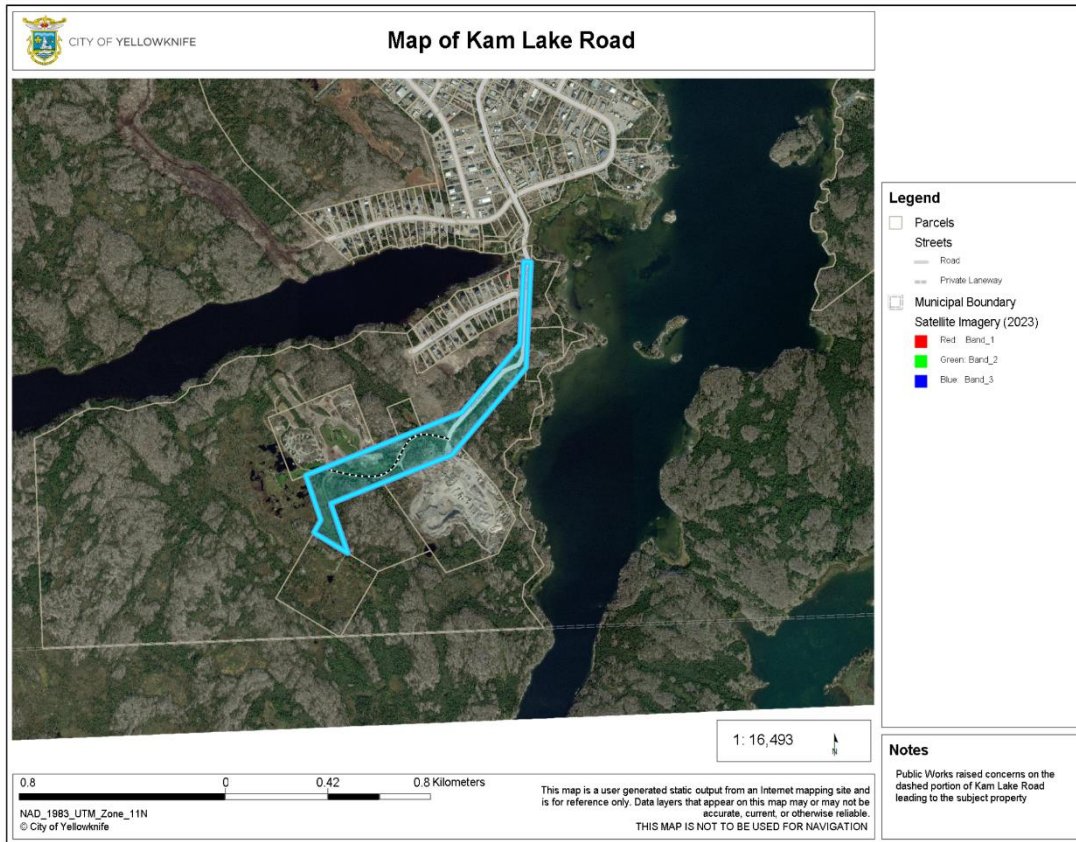 CITY OF YELLOWKNIFE
Map of Kam Lake Road
Legend
Parcels
Streets
Road
Private Laneway
Municipal Boundary
Satellite Imagery (2023)
Red: Band_1
Green: Band_2
Blue: Band_3
1: 16,493
N
Notes
Public Works raised concerns on the
dashed portion of Kam Lake Road
leading to the subject property
0.8 0 0.42 0.8 Kilometers
NAD_1983_UTM_Zone_11N
© City of Yellowknife
This map is a user generated static output from an Internet mapping site and
is for reference only. Data layers that appear on this map may or may not be
accurate, current, or otherwise reliable.
THIS MAP IS NOT TO BE USED FOR NAVIGATION